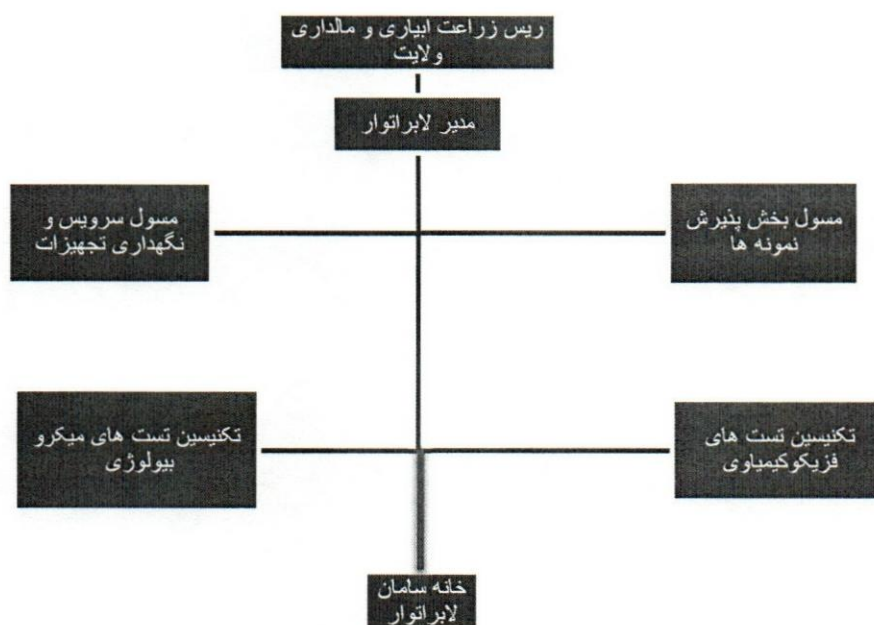 ریس زراعت ابیاری و مالداری
ولایت
مدیر لابراتوار
مسول بخش پذیرش
نمونه ها
مسول سرویس و
نگهداری تجهیزات
تکنیسین تست های
فزیکوکیمیاوی
تکنیسین تست های میکرو
بیولوژی
خانه سامان
لابراتوار